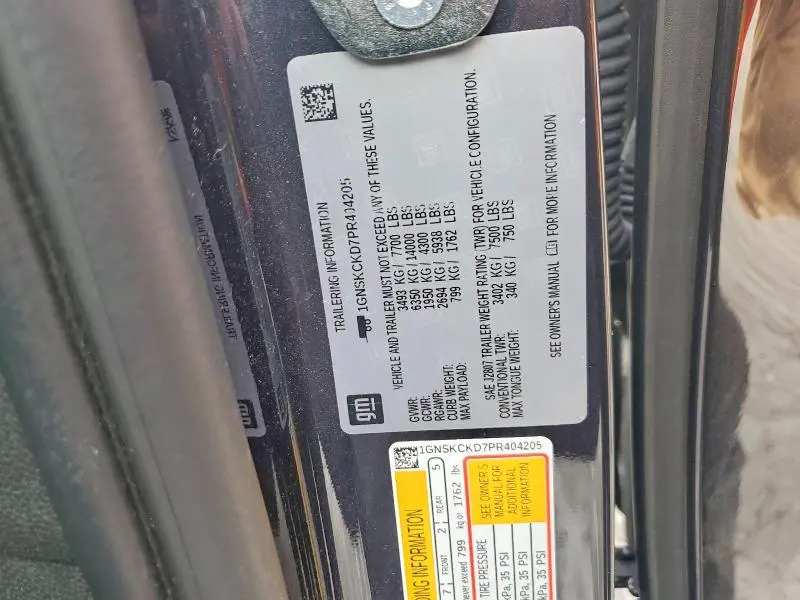 TRAILERING INFORMATION
1GNSKCKD7PR404205
VEHICLE AND TRAILER MUST NOT EXCEED ANY OF THESE VALUES.
GVWR: 3493 KG/ 7700 LBS
GCWR: 6350 KG/14000 LBS
RGAWR: 1950 KG/ 4300 LBS
CURB WEIGHT: 2694 KG/ 5938 LBS
MAX PAYLOAD: 799 KG/ 1762 LBS
SAE J2807 TRAILER WEIGHT RATING (TWR) FOR VEHICLE CONFIGURATION.
CONVENTIONAL TWR: 3402 KG/ 7500 LBS
MAX TONGUE WEIGHT: 340 KG/ 750 LBS
SEE OWNER'S MANUAL FOR MORE INFORMATION
gm
1GNSKCKD7PR404205
INFORMATION
7 FRONT 2 REAR 5
never exceed 799 kg or 1762 lbs
TIRE PRESSURE
SEE OWNER'S
MANUAL FOR
ADDITIONAL
INFORMATION
kPa, 35 PSI
kPa, 35 PSI
kPa, 35 PSI